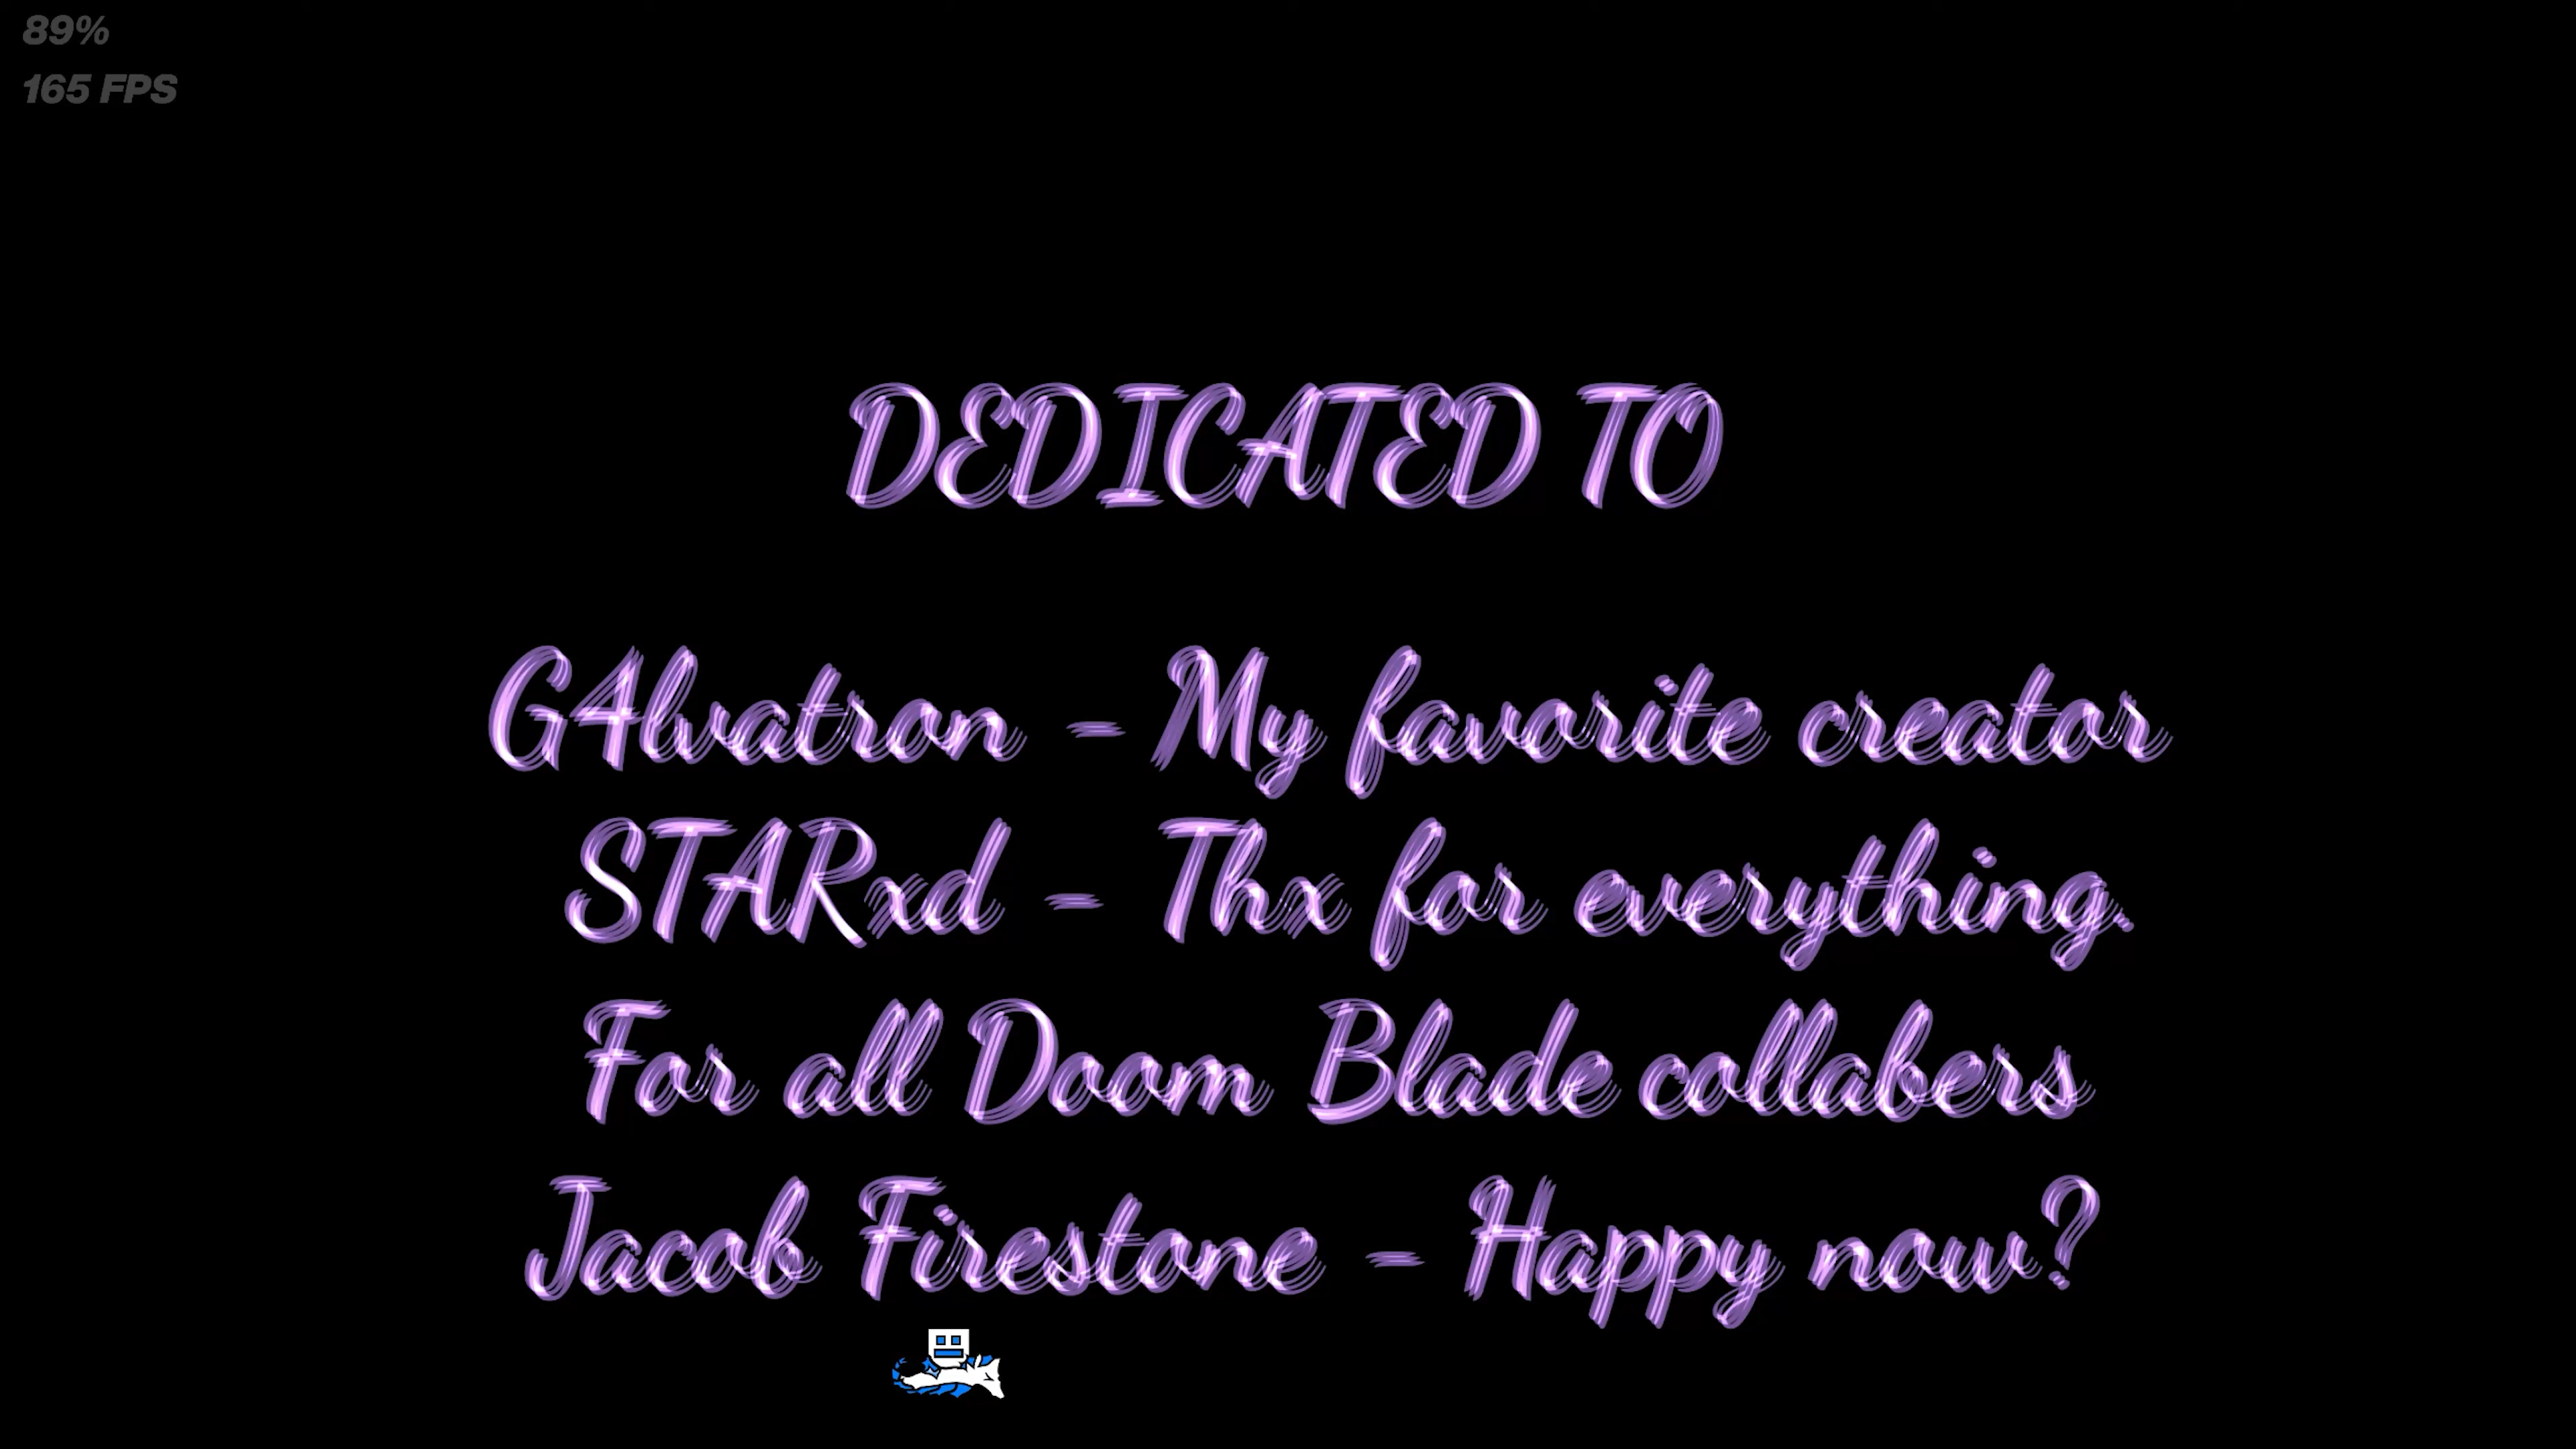 89%
165 FPS
DEDICATED TO
G4lvatron - My favorite creator
STARxd - Thx for everything.
For all Doom Blade collabers
Jacob Firestone - Happy now?